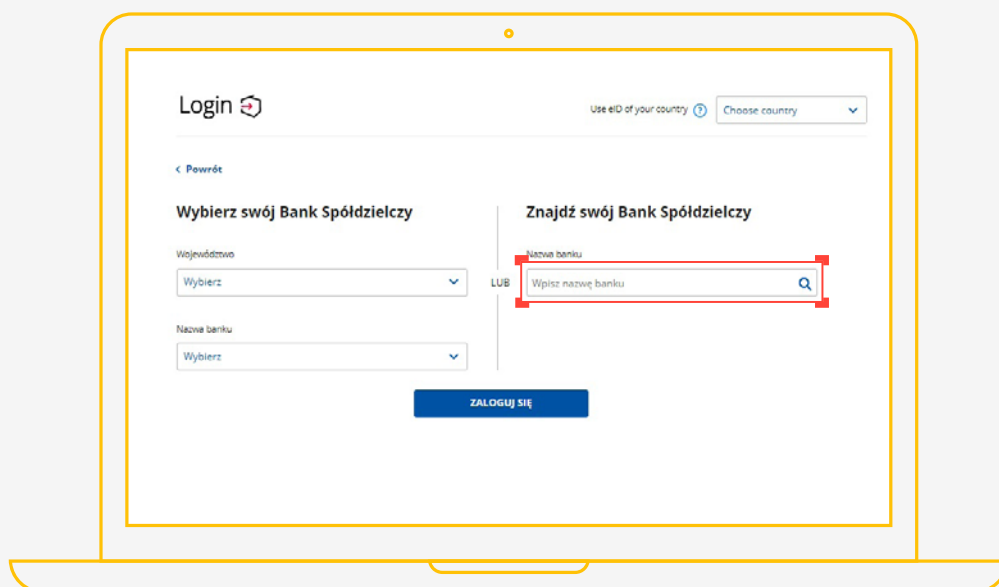 Login
Use eID of your country ? Choose country
< Powrót
Wybierz swój Bank Spółdzielczy
Województwo
Wybierz
Nazwa banku
Wybierz
LUB
Znajdź swój Bank Spółdzielczy
Nazwa banku
Wpisz nazwę banku
ZALOGUJ SIĘ